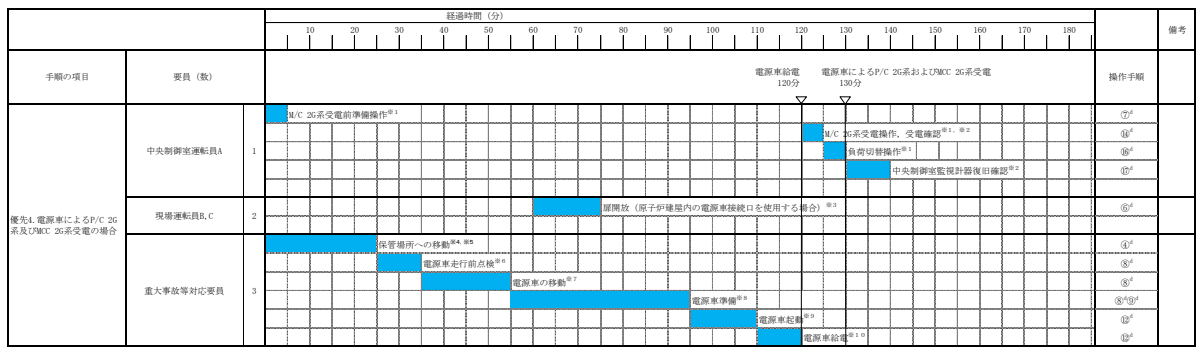 経過時間（分）
備考
10 20 30 40 50 60 70 80 90 100 110 120 130 140 150 160 170 180
手順の項目
要員（数）
電源車給電
120分
電源車によるP/C 2G系およびMCC 2G系受電
130分
操作手順
優先4.電源車によるP/C 2G
系及びMCC 2G系受電の場合
中央制御室運転員A
1
M/C 2G系受電前準備操作※1
⑦d
M/C 2G系受電操作、受電確認※1、※2
⑭d
負荷切替操作※1
⑯d
中央制御室監視計器復旧確認※2
⑰d
現場運転員B,C
2
扉開放（原子炉建屋内の電源車接続口を使用する場合）※3
⑥d
重大事故等対応要員
3
保管場所への移動※4、※5
④d
電源車走行前点検※6
⑧d
電源車の移動※7
⑧d
電源車準備※8
⑧d⑨d
電源車起動※9
⑫d
電源車給電※10
⑫d